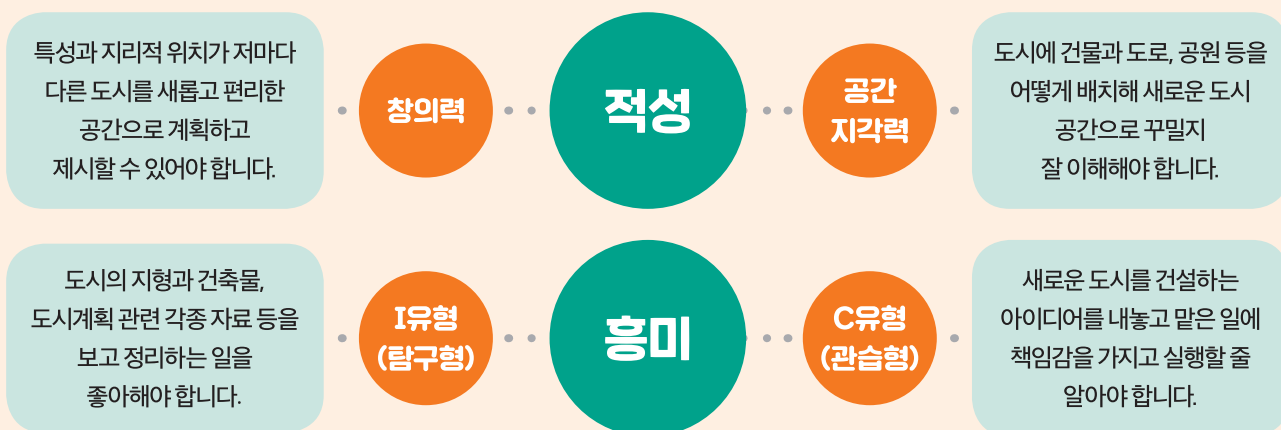 특성과 지리적 위치가 저마다
다른 도시를 새롭고 편리한
공간으로 계획하고
제시할 수 있어야 합니다.
창의력
적성
공간
지각력
도시에 건물과 도로, 공원 등을
어떻게 배치해 새로운 도시
공간으로 꾸밀지
잘 이해해야 합니다.
도시의 지형과 건축물,
도시계획 관련 각종 자료 등을
보고 정리하는 일을
좋아해야 합니다.
I유형
(탐구형)
흥미
C유형
(관습형)
새로운 도시를 건설하는
아이디어를 내놓고 맡은 일에
책임감을 가지고 실행할 줄
알아야 합니다.